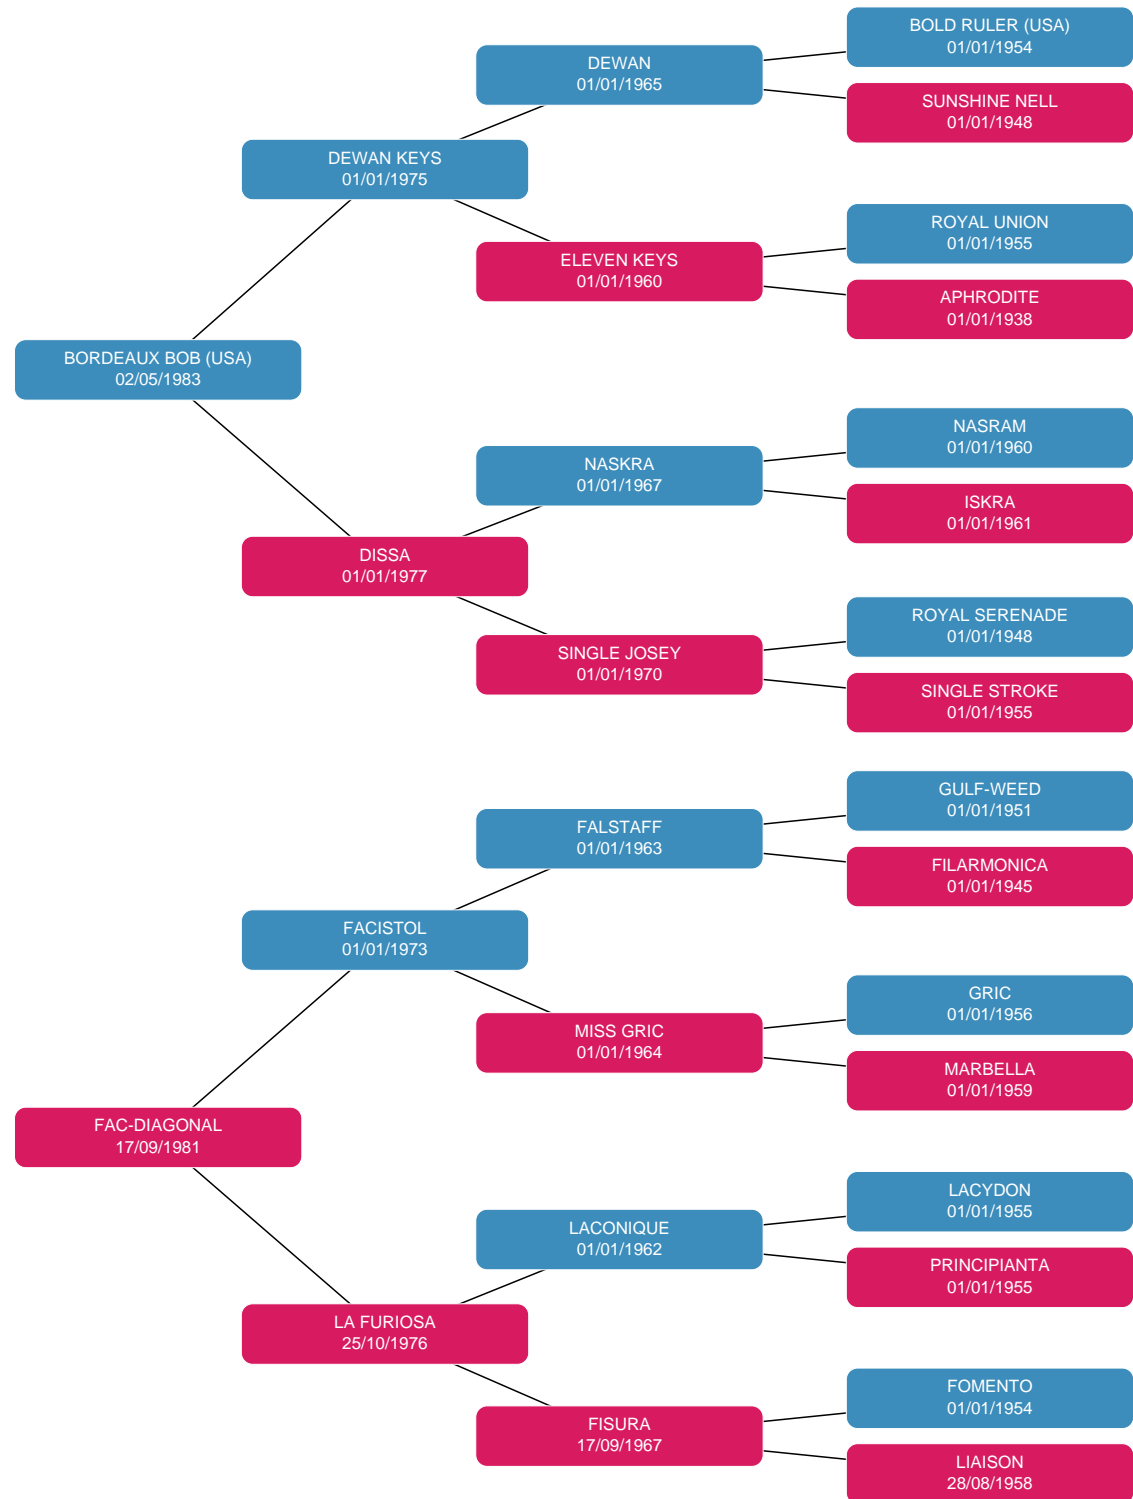 BOLD RULER (USA)
01/01/1954
DEWAN
01/01/1965
SUNSHINE NELL
01/01/1948
DEWAN KEYS
01/01/1975
ROYAL UNION
01/01/1955
ELEVEN KEYS
01/01/1960
APHRODITE
01/01/1938
BORDEAUX BOB (USA)
02/05/1983
NASRAM
01/01/1960
NASKRA
01/01/1967
ISKRA
01/01/1961
DISSA
01/01/1977
ROYAL SERENADE
01/01/1948
SINGLE JOSEY
01/01/1970
SINGLE STROKE
01/01/1955
GULF-WEED
01/01/1951
FALSTAFF
01/01/1963
FILARMONICA
01/01/1945
FACISTOL
01/01/1973
GRIC
01/01/1956
MISS GRIC
01/01/1964
MARBELLA
01/01/1959
FAC-DIAGONAL
17/09/1981
LACYDON
01/01/1955
LACONIQUE
01/01/1962
PRINCIPIANTA
01/01/1955
LA FURIOSA
25/10/1976
FOMENTO
01/01/1954
FISURA
17/09/1967
LIAISON
28/08/1958